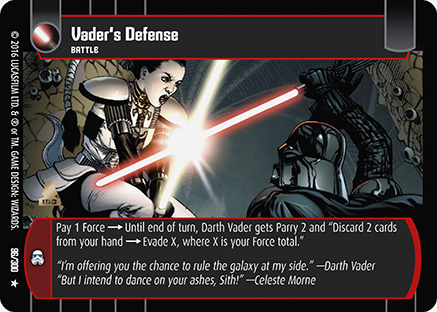 Vader's Defense
BATTLE
Pay 1 Force → Until end of turn, Darth Vader gets Parry 2 and “Discard 2 cards
from your hand → Evade X, where X is your Force total.”
“I'm offering you the chance to rule the galaxy at my side.” —Darth Vader
“But I intend to dance on your ashes, Sith!” —Celeste Morne
© 2016 LUCASFILM LTD. & ® or TM. GAME DESIGN: WIZARDS.